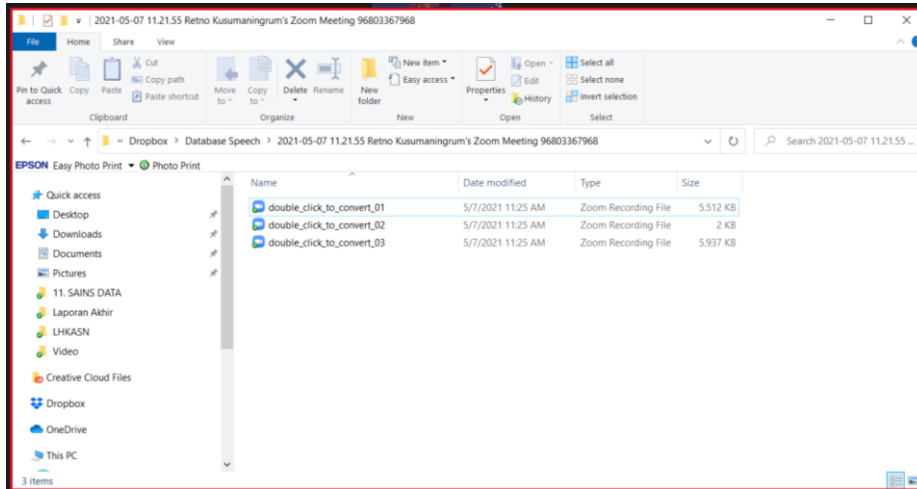 2021-05-07 11.21.55 Retno Kusumaningrum's Zoom Meeting 96803367968
File Home Share View
Pin to Quick access
Copy
Paste
Cut
Copy path
Paste shortcut
Clipboard
Move to
Copy to
Delete
Rename
Organize
New folder
New item
Easy access
New
Properties
Open
Edit
History
Open
Select all
Select none
Invert selection
Select
« Dropbox > Database Speech > 2021-05-07 11.21.55 Retno Kusumaningrum's Zoom Meeting 96803367968
Search 2021-05-07 11.21.55 ...
EPSON Easy Photo Print Photo Print
Quick access
Desktop
Downloads
Documents
Pictures
11. SAINS DATA
Laporan Akhir
LHKASN
Video
Creative Cloud Files
Dropbox
OneDrive
This PC
Name Date modified Type Size
double_click_to_convert_01 5/7/2021 11:25 AM Zoom Recording File 5.512 KB
double_click_to_convert_02 5/7/2021 11:25 AM Zoom Recording File 2 KB
double_click_to_convert_03 5/7/2021 11:25 AM Zoom Recording File 5.937 KB
3 items